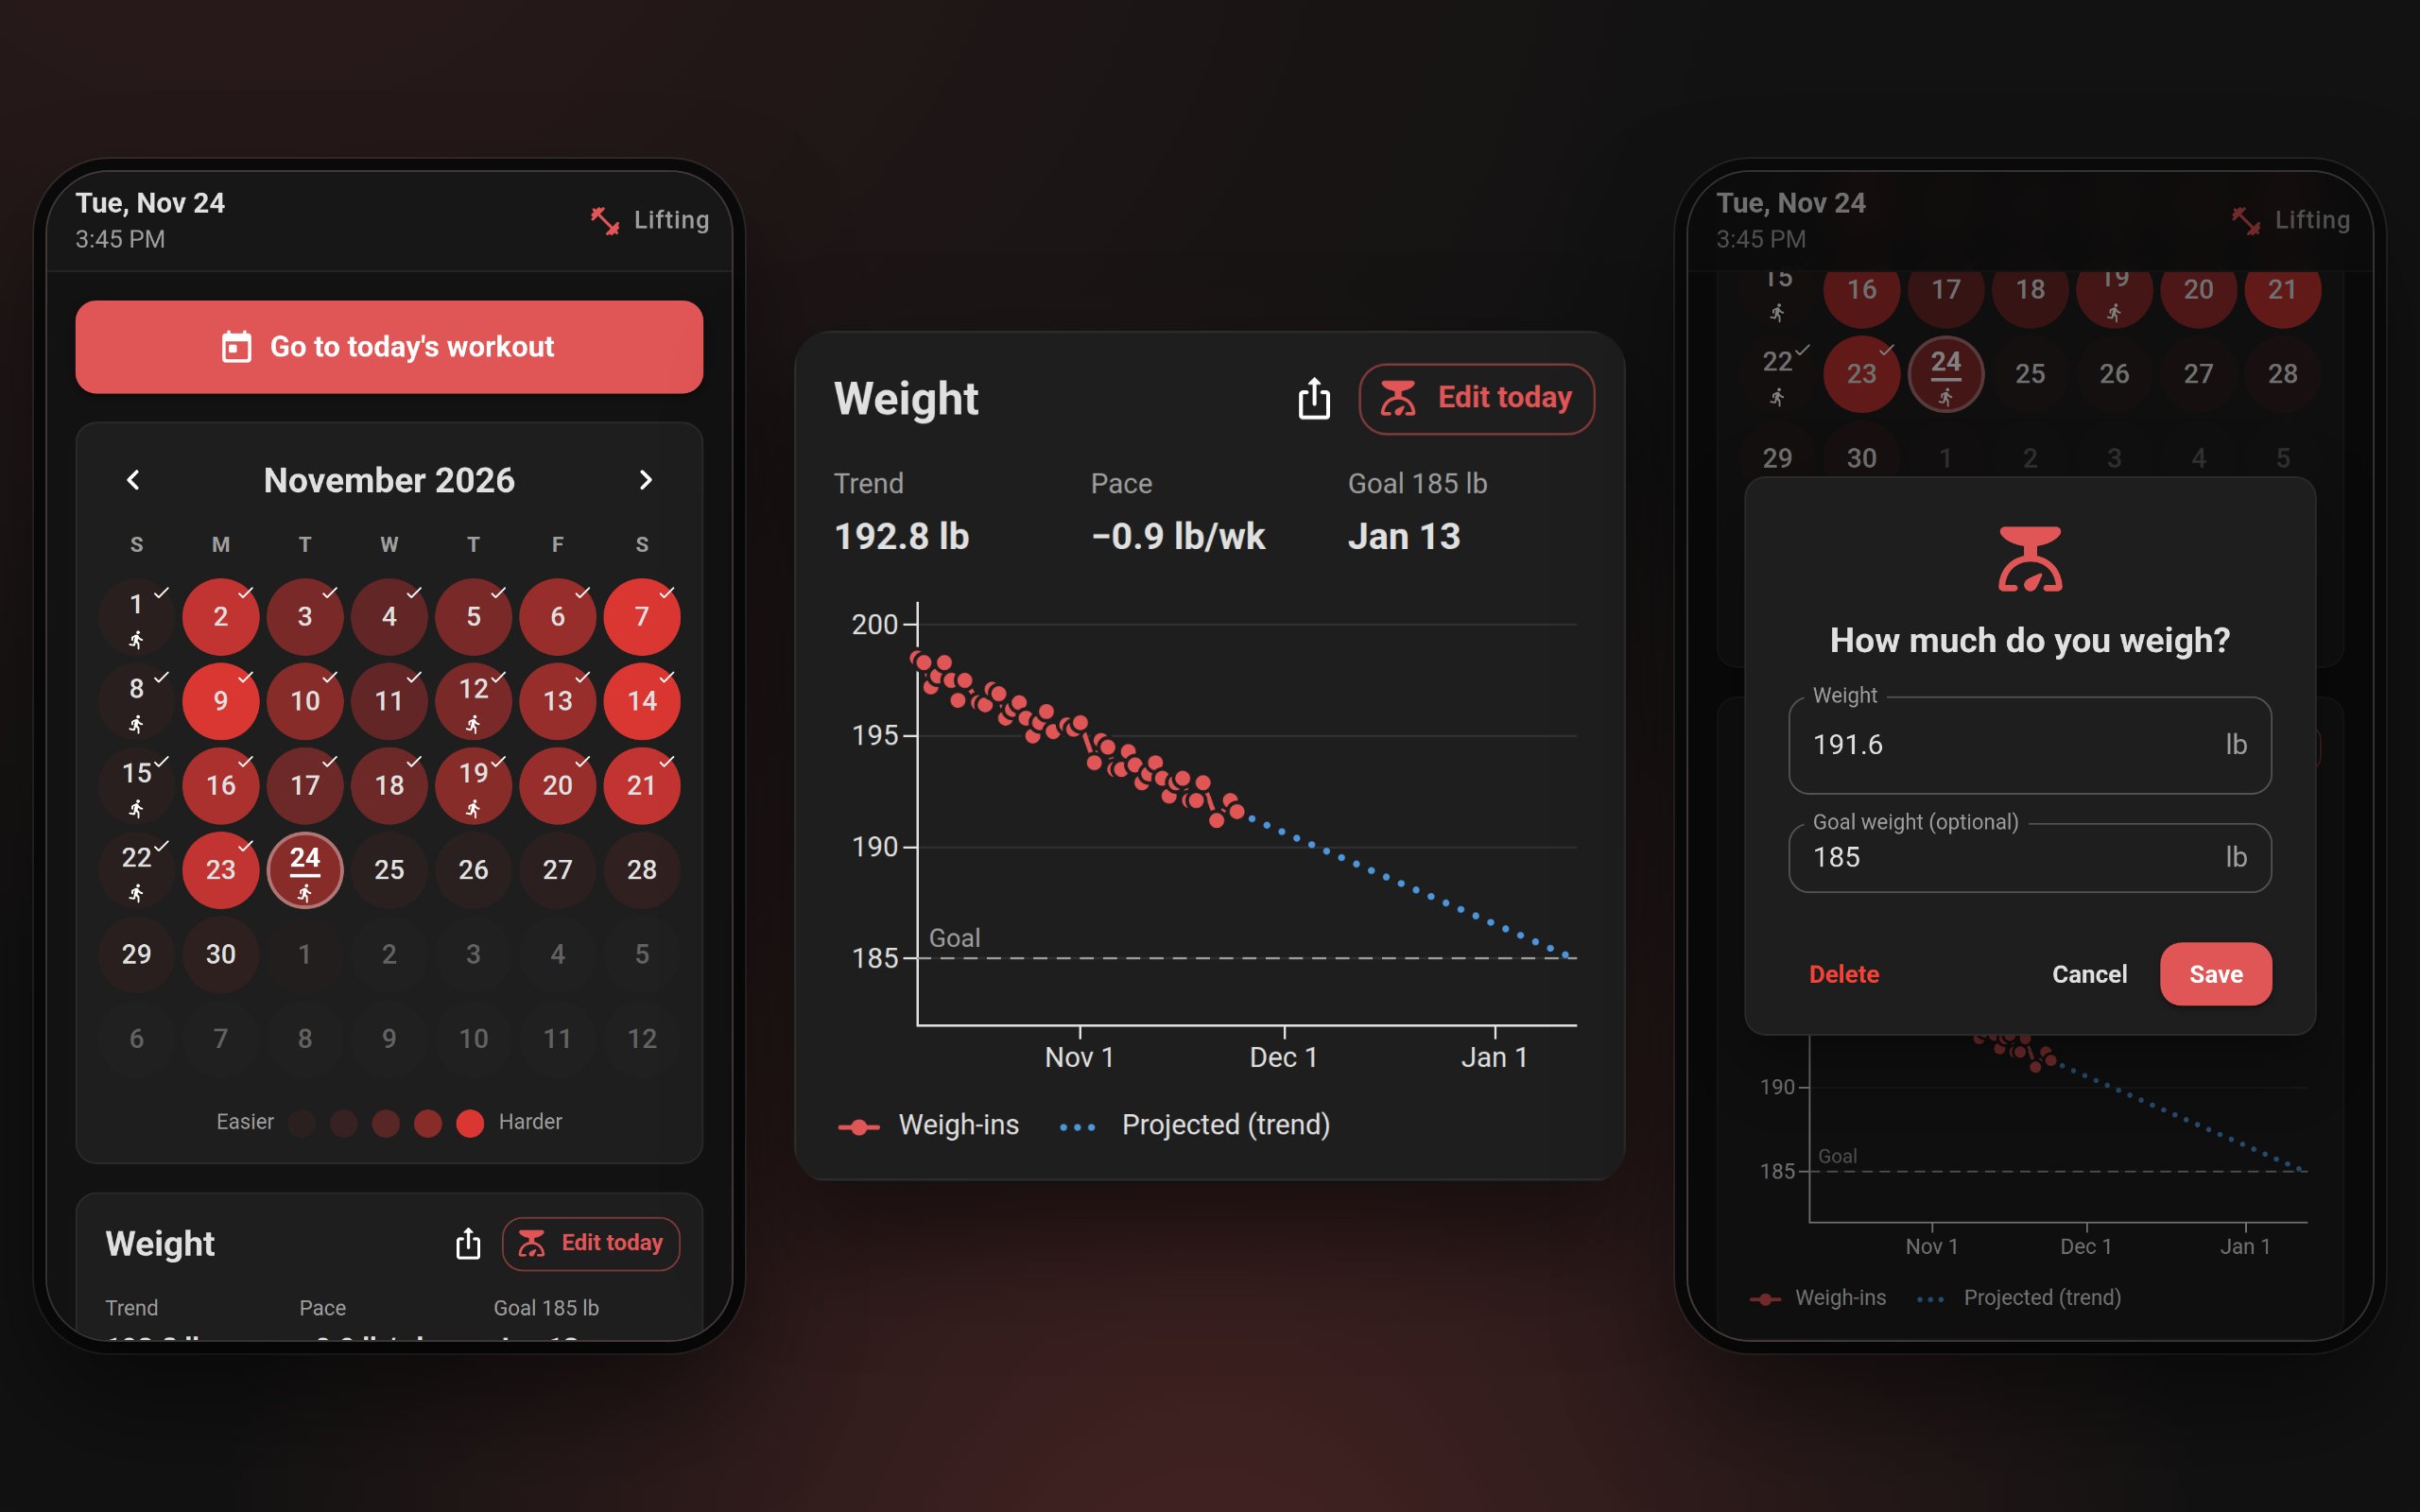 Tue, Nov 24
3:45 PM
Lifting
Go to today's workout
November 2026
S M T W T F S
1 2 3 4 5 6 7
8 9 10 11 12 13 14
15 16 17 18 19 20 21
22 23 24 25 26 27 28
29 30 1 2 3 4 5
6 7 8 9 10 11 12
Easier Harder
Weight
Edit today
Trend Pace Goal 185 lb
Weight
Edit today
Trend Pace Goal 185 lb
192.8 lb −0.9 lb/wk Jan 13
200
195
190
Goal
185
Nov 1 Dec 1 Jan 1
Weigh-ins Projected (trend)
Tue, Nov 24
3:45 PM
Lifting
15 16 17 18 19 20 21
22 23 24 25 26 27 28
29 30 1 2 3 4 5
How much do you weigh?
Weight
191.6 lb
Goal weight (optional)
185 lb
Delete Cancel Save
190
Goal
185
Nov 1 Dec 1 Jan 1
Weigh-ins Projected (trend)